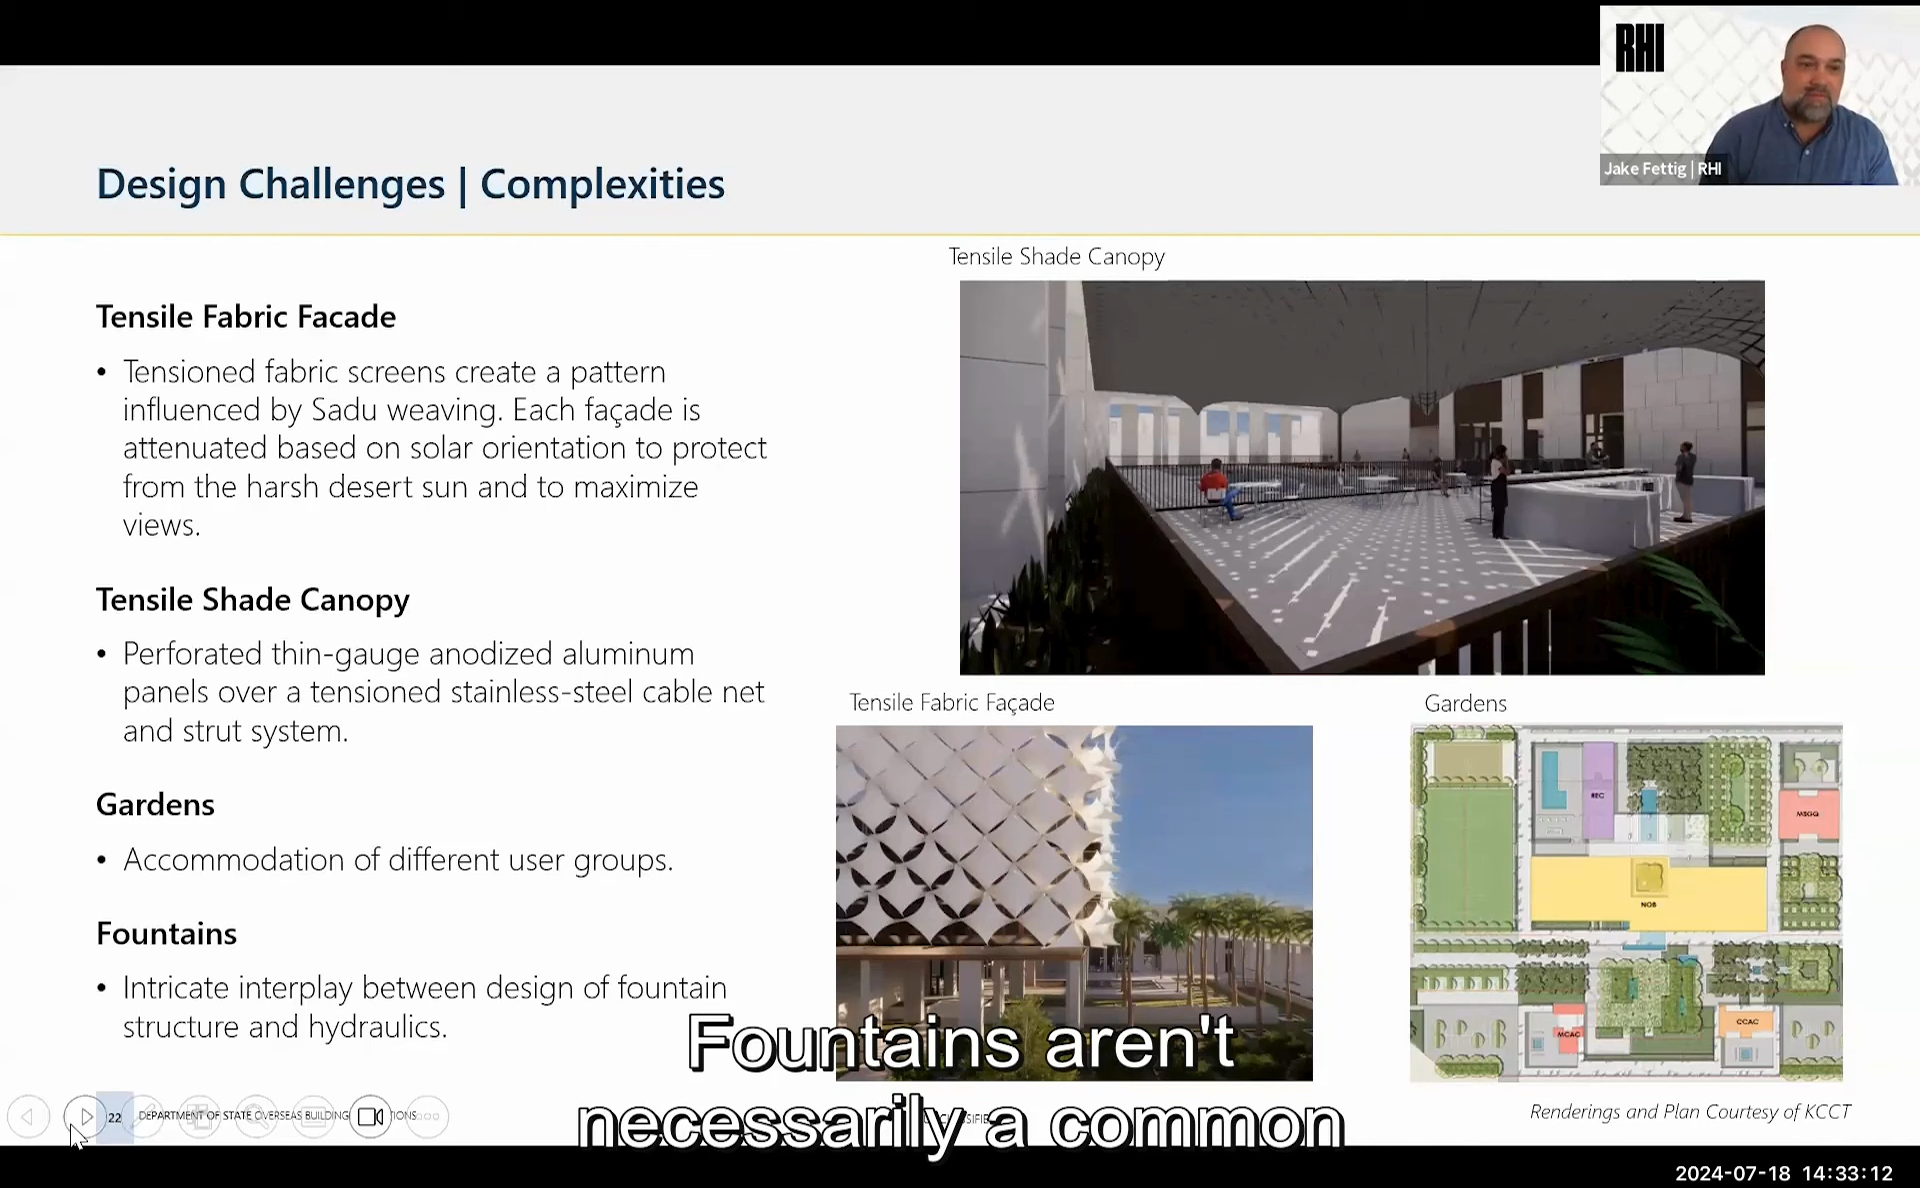 RHI
Jake Fettig | RHI
Design Challenges | Complexities
Tensile Fabric Facade
• Tensioned fabric screens create a pattern
influenced by Sadu weaving. Each façade is
attenuated based on solar orientation to protect
from the harsh desert sun and to maximize
views.
Tensile Shade Canopy
• Perforated thin-gauge anodized aluminum
panels over a tensioned stainless-steel cable net
and strut system.
Gardens
• Accommodation of different user groups.
Fountains
• Intricate interplay between design of fountain
structure and hydraulics.
Tensile Shade Canopy
Tensile Fabric Façade
Gardens
REC
MSGQ
NOB
MCAC
CCAC
Renderings and Plan Courtesy of KCCT
22
DEPARTMENT OF STATE OVERSEAS BUILDING
Fountains aren't
necessarily a common
2024-07-18 14:33:12